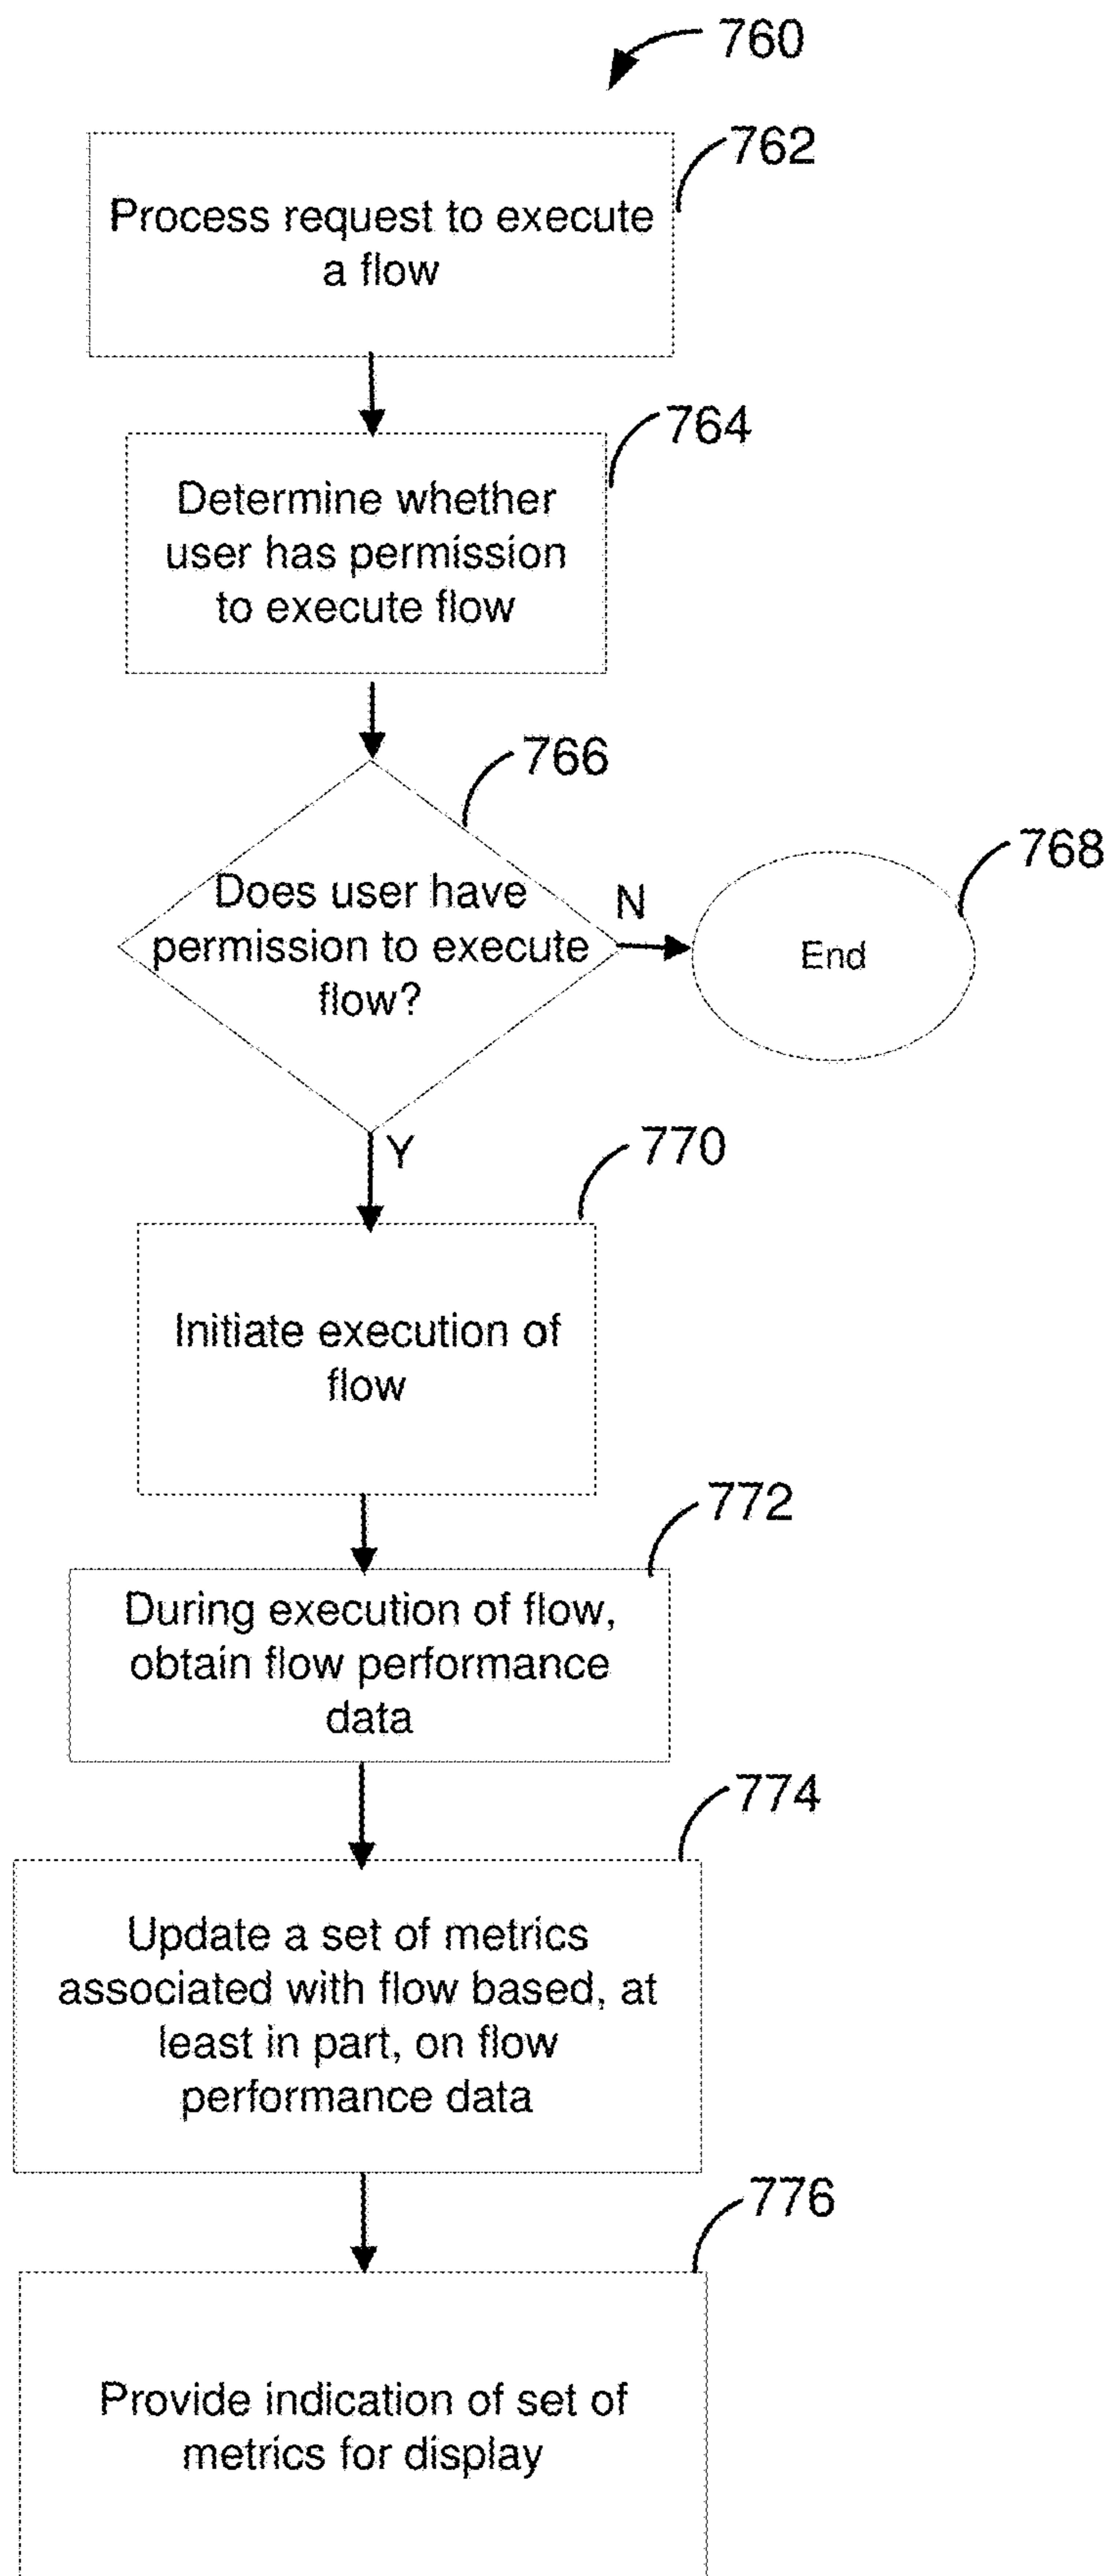 760
762
Process request to execute
a flow
764
Determine whether
user has permission
to execute flow
766
Does user have
permission to execute
flow?
N
768
End
Y
770
Initiate execution of
flow
772
During execution of flow,
obtain flow performance
data
774
Update a set of metrics
associated with flow based, at
least in part, on flow
performance data
776
Provide indication of set of
metrics for display